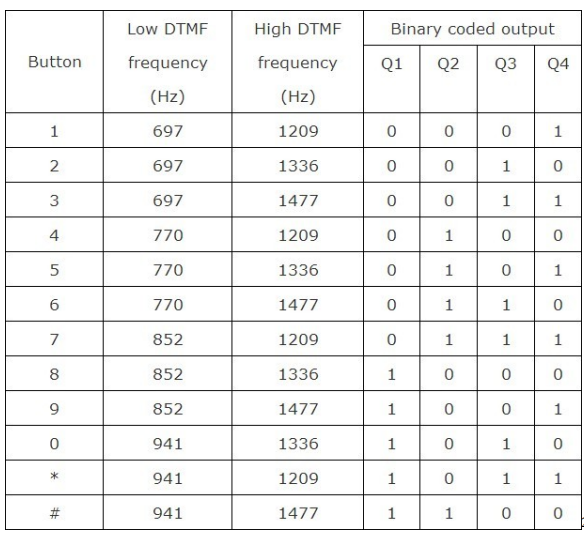 Button Low DTMF frequency (Hz) High DTMF frequency (Hz) Binary coded output
Q1 Q2 Q3 Q4
1 697 1209 0 0 0 1
2 697 1336 0 0 1 0
3 697 1477 0 0 1 1
4 770 1209 0 1 0 0
5 770 1336 0 1 0 1
6 770 1477 0 1 1 0
7 852 1209 0 1 1 1
8 852 1336 1 0 0 0
9 852 1477 1 0 0 1
0 941 1336 1 0 1 0
* 941 1209 1 0 1 1
# 941 1477 1 1 0 0